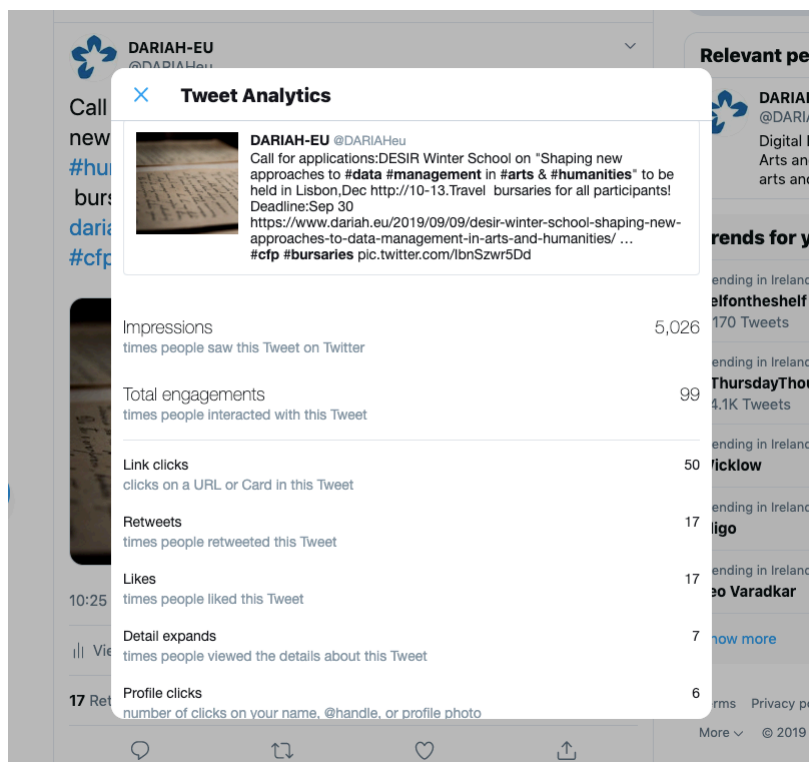 DARIAH-EU
@DARIAHeu
Call
new
#hu
burs
daria
#cfp
10:25
17 Ret
Tweet Analytics
DARIAH-EU @DARIAHeu
Call for applications:DESIR Winter School on "Shaping new
approaches to #data #management in #arts & #humanities" to be
held in Lisbon,Dec http://10-13.Travel bursaries for all participants!
Deadline:Sep 30
https://www.dariah.eu/2019/09/09/desir-winter-school-shaping-new-
approaches-to-data-management-in-arts-and-humanities/ …
#cfp #bursaries pic.twitter.com/lbnSzwr5Dd
Impressions 5,026
times people saw this Tweet on Twitter
Total engagements 99
times people interacted with this Tweet
Link clicks 50
clicks on a URL or Card in this Tweet
Retweets 17
times people retweeted this Tweet
Likes 17
times people liked this Tweet
Detail expands 7
times people viewed the details about this Tweet
Profile clicks 6
number of clicks on your name, @handle, or profile photo
Relevant pe
DARIAH
@DARI
Digital
Arts an
arts and
rends for y
ending in Ireland
elfontheshelf
170 Tweets
ending in Ireland
ThursdayThou
4.1K Tweets
ending in Ireland
icklow
ending in Ireland
ligo
ending in Ireland
eo Varadkar
how more
rms Privacy po
More © 2019